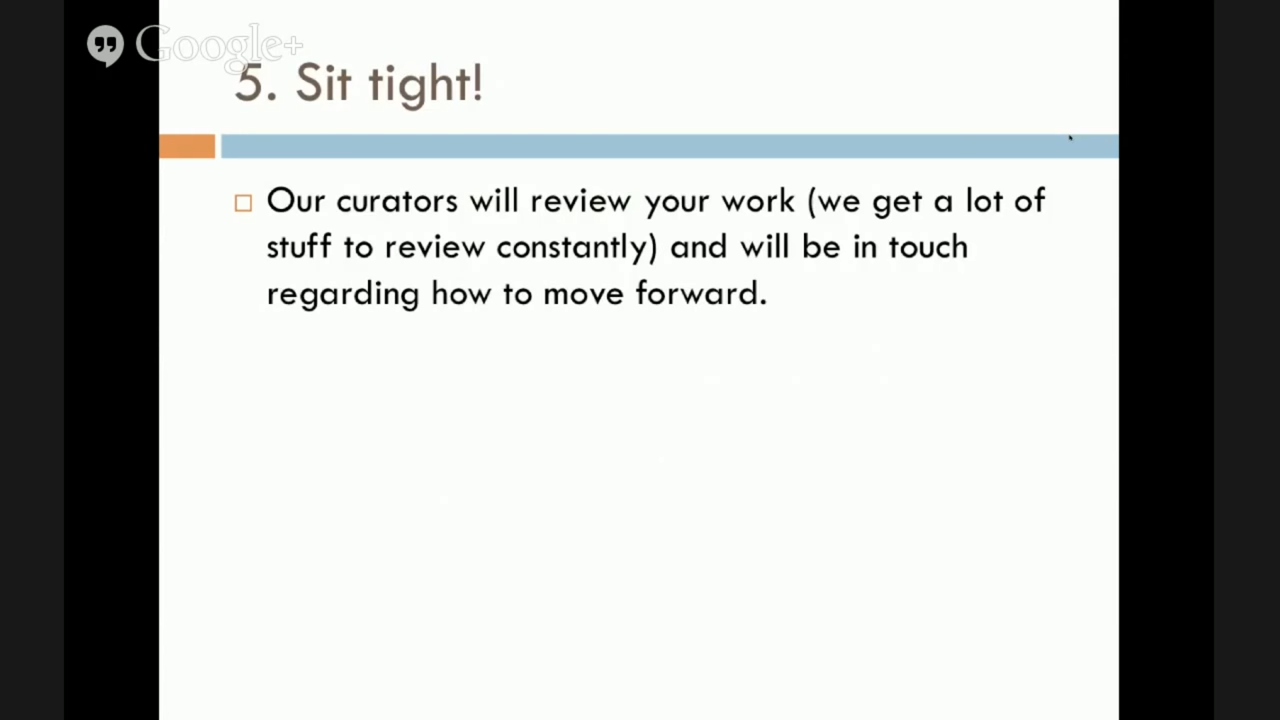 Google+
5. Sit tight!
Our curators will review your work (we get a lot of
stuff to review constantly) and will be in touch
regarding how to move forward.